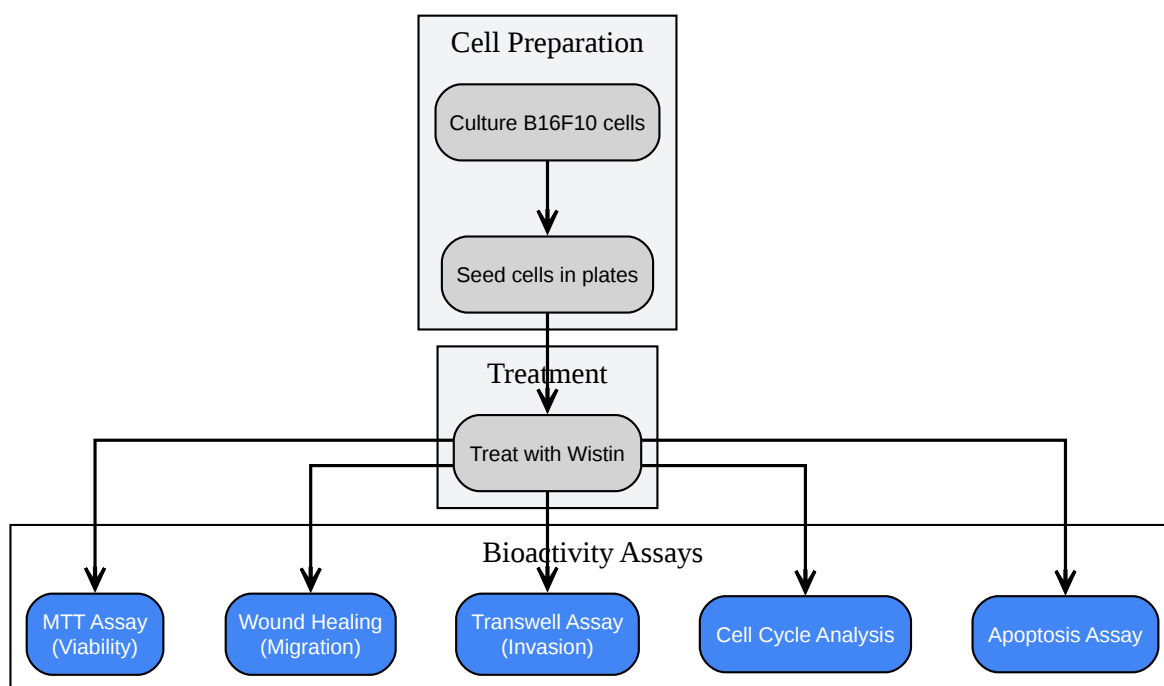 Cell Preparation
Culture B16F10 cells
Seed cells in plates
Treatment
Treat with Wistin
Bioactivity Assays
MTT Assay
(Viability)
Wound Healing
(Migration)
Transwell Assay
(Invasion)
Cell Cycle Analysis
Apoptosis Assay